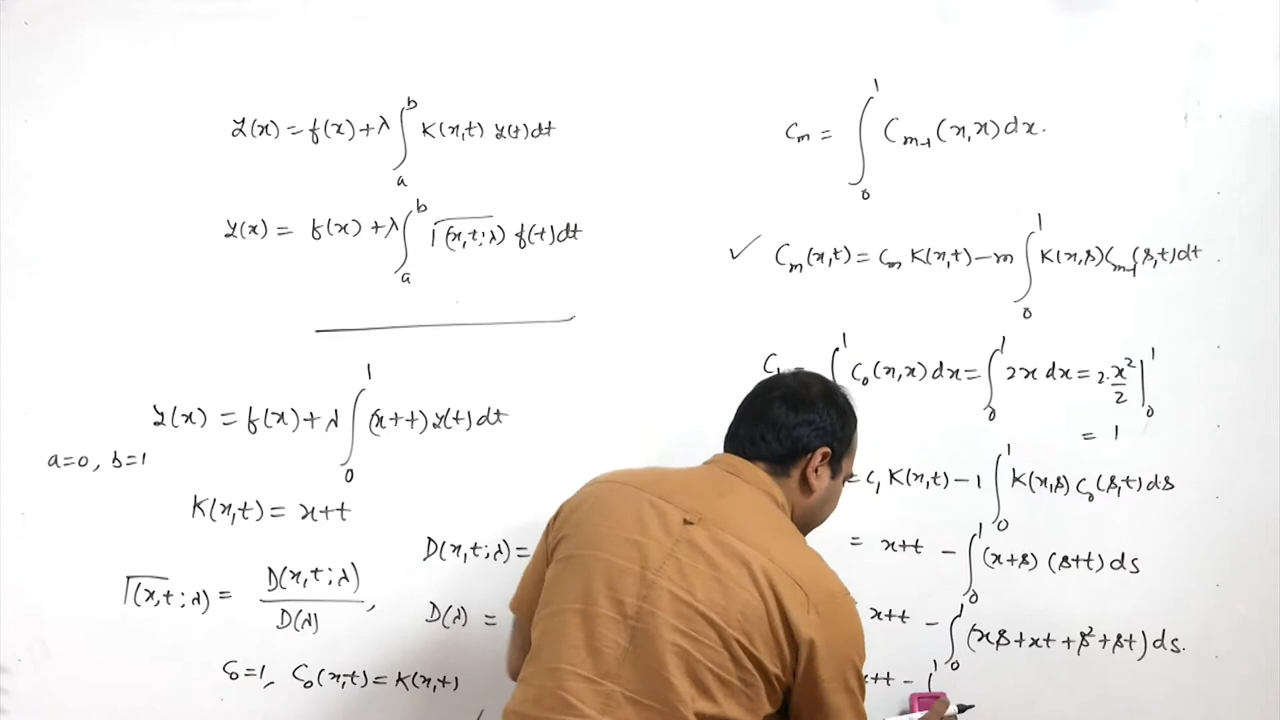 y(x) = f(x) + λ ∫_a^b K(x,t) y(t) dt
y(x) = f(x) + λ ∫_a^b Γ(x,t;λ) f(t) dt
y(x) = f(x) + λ ∫_0^1 (x+t) y(t) dt
a=0, b=1
K(x,t) = x+t
Γ(x,t;λ) = D(x,t;λ) / D(λ),
D(x,t;λ) =
D(λ) =
C_0 = 1, C_0(x,t) = K(x,t)
C_m = ∫_0^1 C_{m-1}(x,x) dx.
✓ C_m(x,t) = C_m K(x,t) - m ∫_0^1 K(x,s) C_{m-1}(s,t) dt
C_1 = ∫_0^1 C_0(x,x) dx = ∫_0^1 2x dx = 2·x²/2 |_0^1
= 1
= C_1 K(x,t) - 1 ∫_0^1 K(x,s) C_0(s,t) ds
= x+t - ∫_0^1 (x+s) (s+t) ds
x+t - ∫_0^1 (xs + xt + s² + st) ds.
+t -